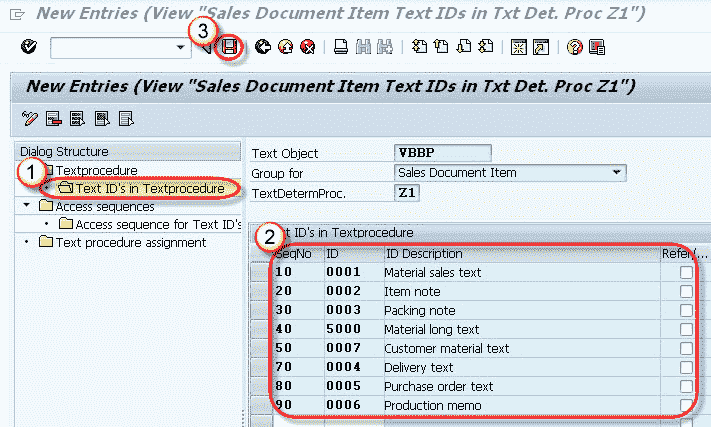 New Entries (View "Sales Document Item Text IDs in Txt Det. Proc Z1")
3
New Entries (View "Sales Document Item Text IDs in Txt Det. Proc Z1")
Dialog Structure
1
Textprocedure
Text ID's in Textprocedure
Access sequences
Access sequence for Text ID's
Text procedure assignment
Text Object VBBP
Group for Sales Document Item
TextDetermProc. Z1
2
t ID's in Textprocedure
SeqNo ID ID Description Refer/...
10 0001 Material sales text
20 0002 Item note
30 0003 Packing note
40 5000 Material long text
50 0007 Customer material text
70 0004 Delivery text
80 0005 Purchase order text
90 0006 Production memo